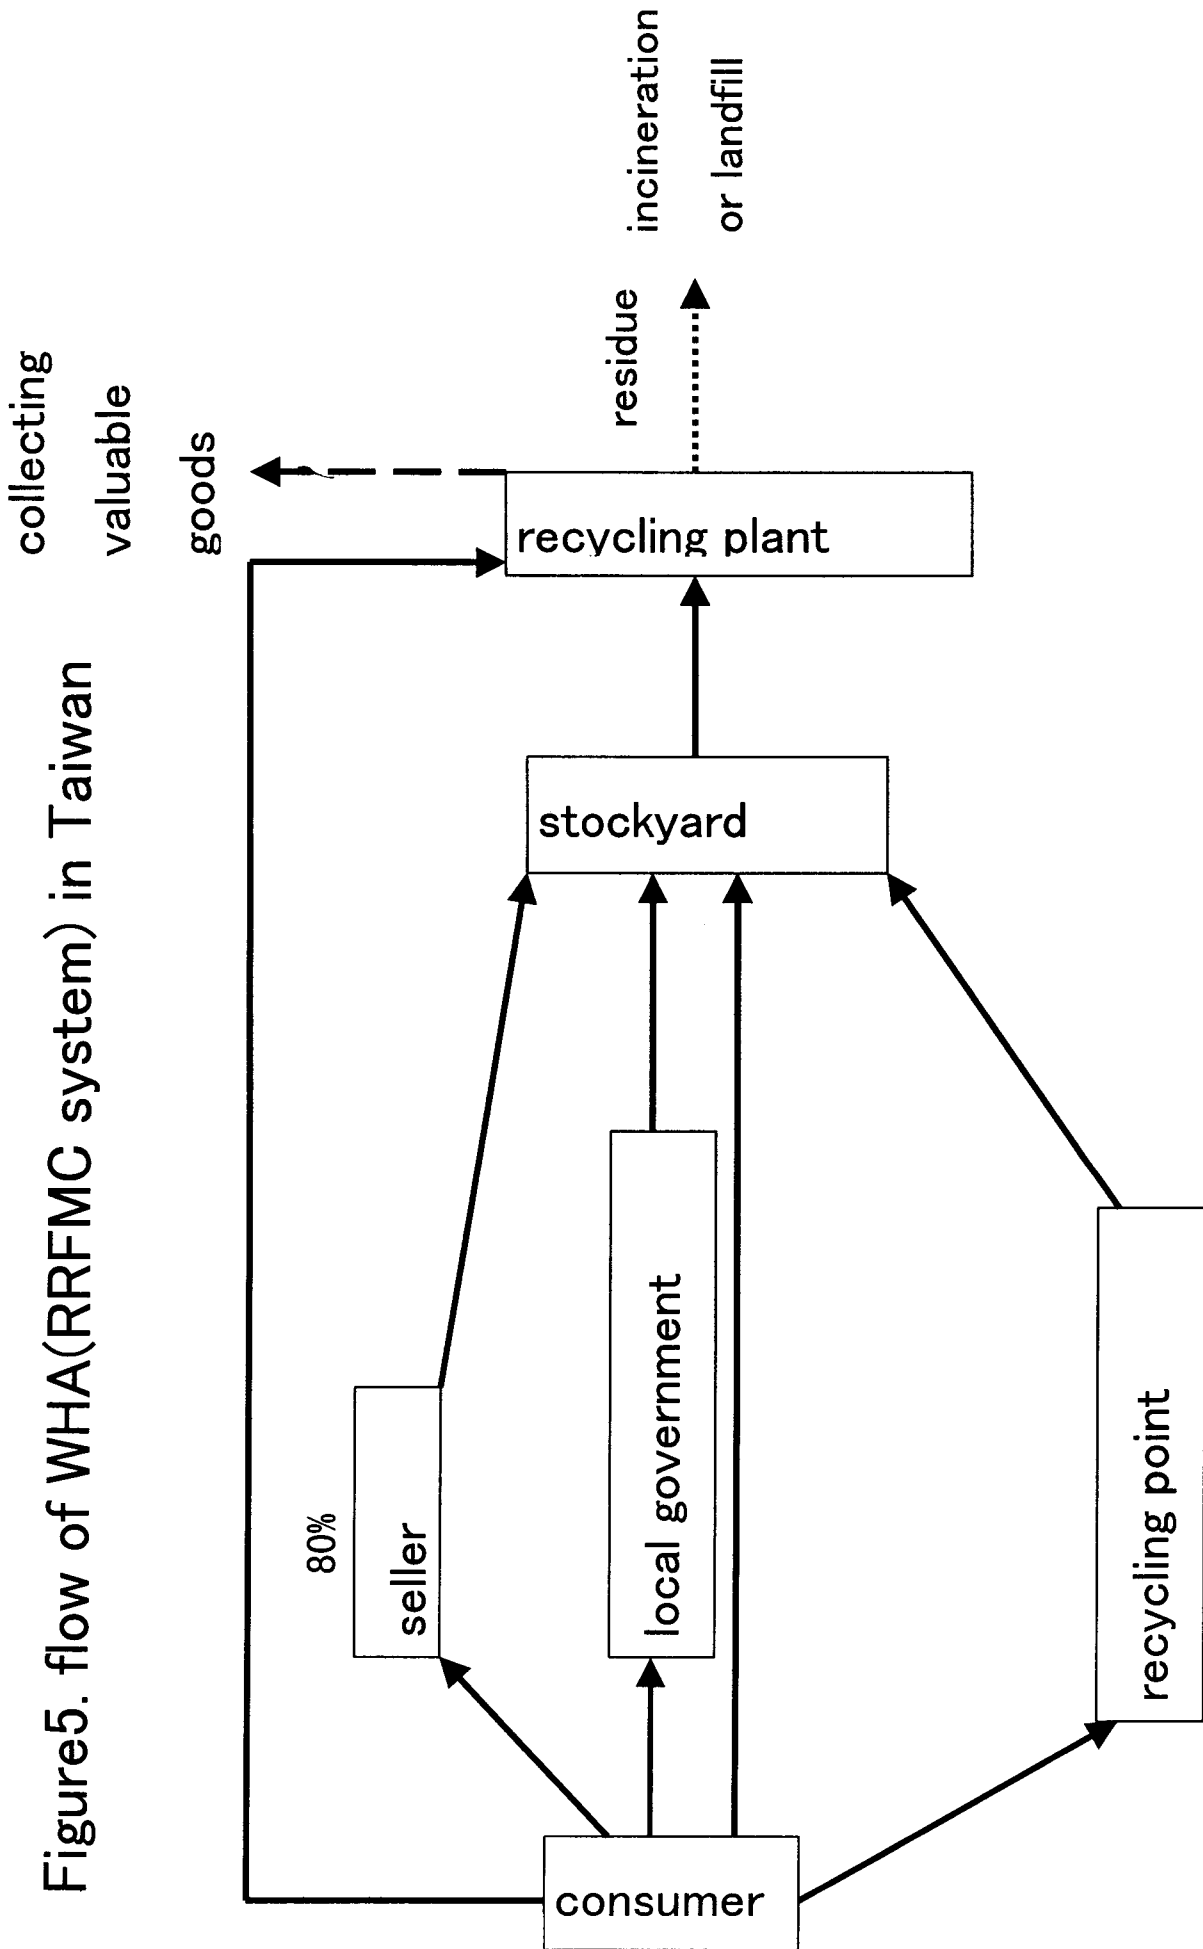 Figure5. flow of WHA(RRFMC system) in Taiwan
collecting
valuable
goods
80%
seller
consumer
local government
stockyard
recycling plant
residue
incineration
or landfill
recycling point